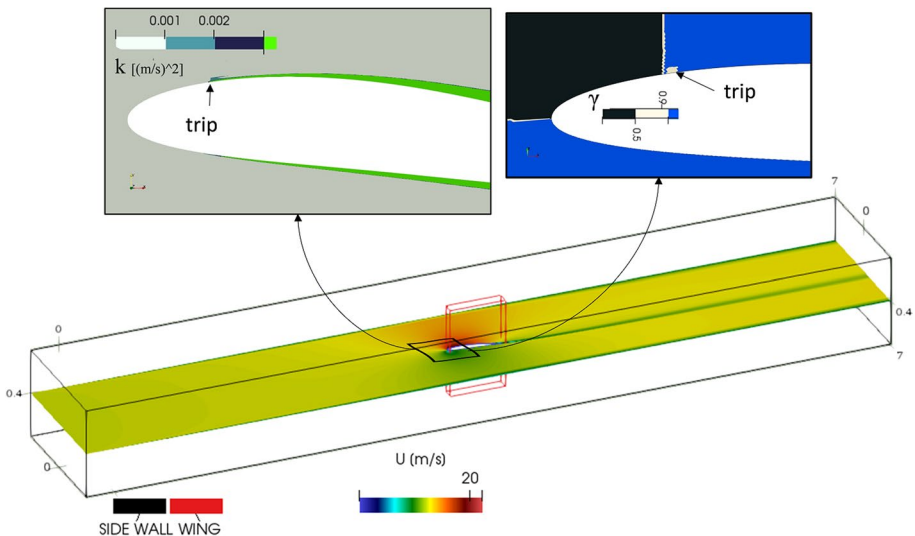 0.001 0.002
k [(m/s)^2]
trip
γ
0.9
0.5
trip
7
0
0
0.4
0.4
7
0
U (m/s)
20
SIDE WALL WING